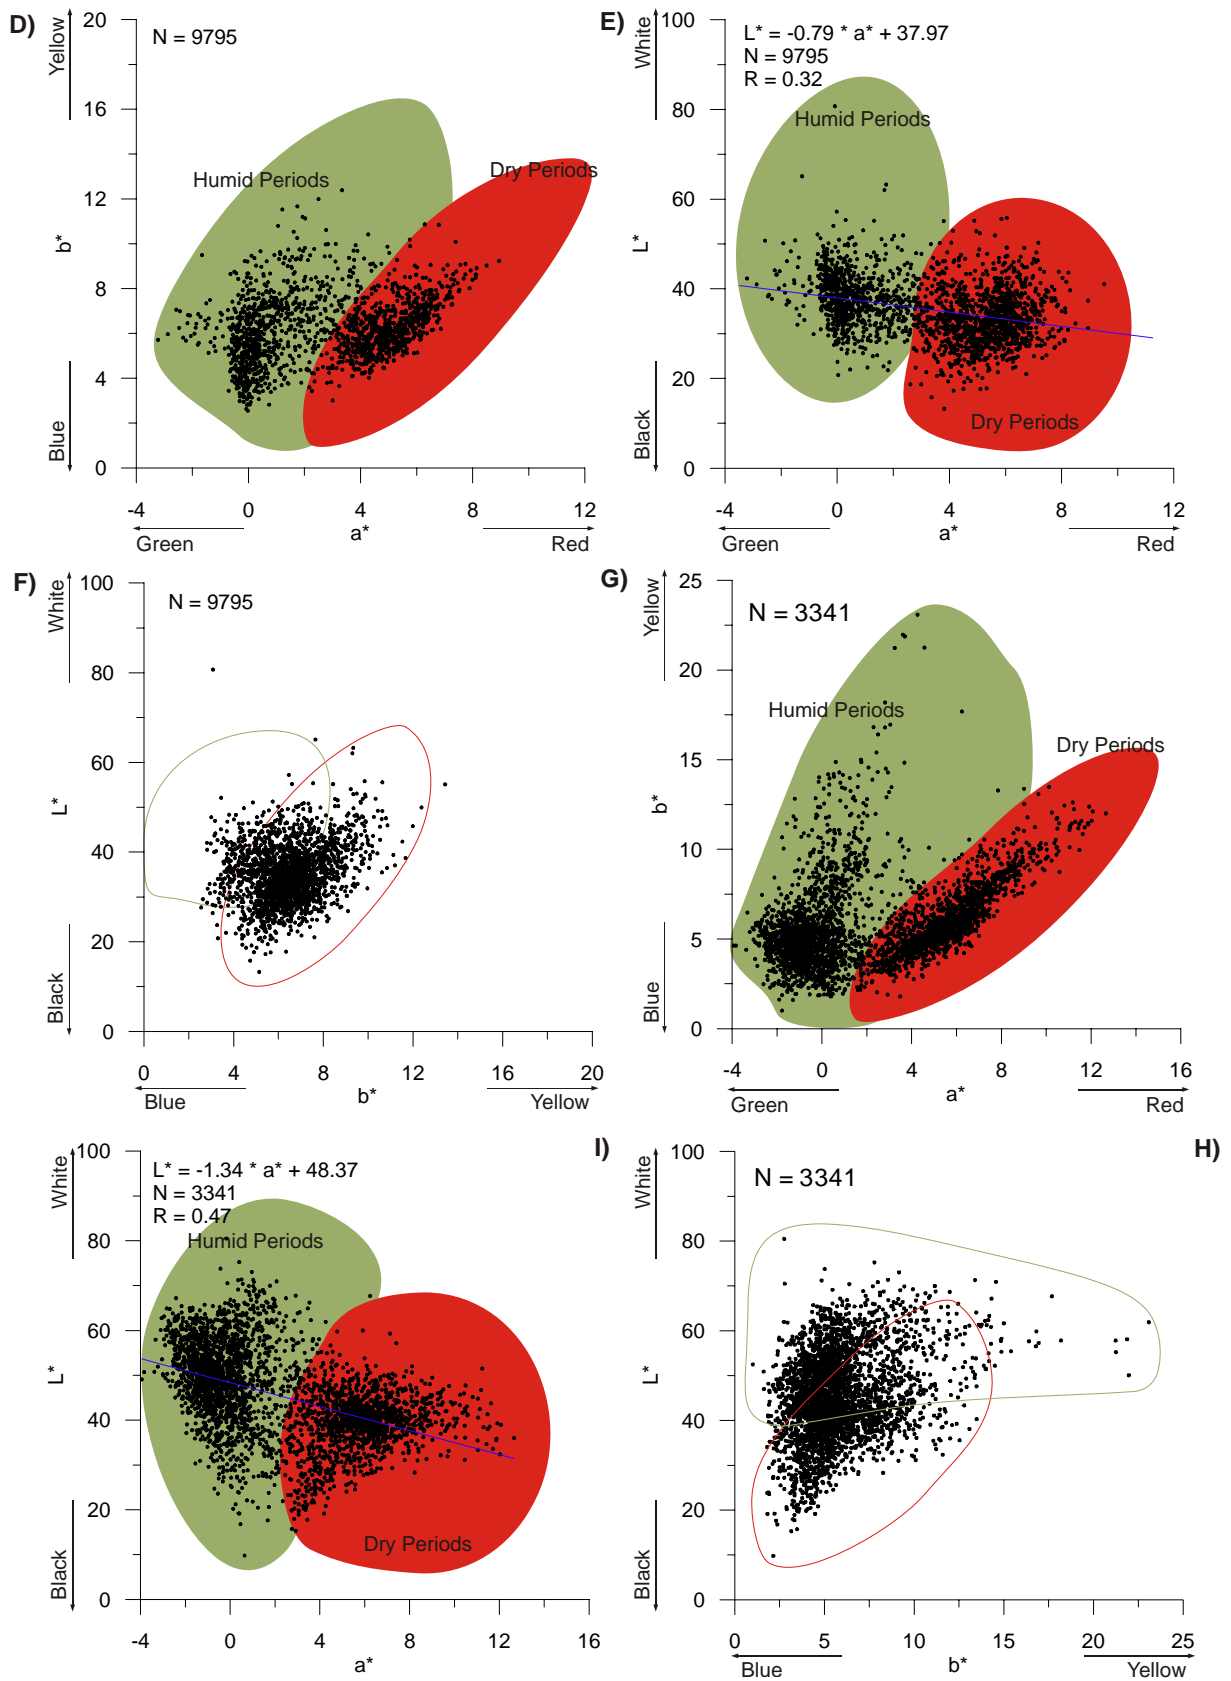 D)
Yellow
20
N = 9795
16
Humid Periods
Dry Periods
12
b*
8
4
Blue
0
-4 0 4 8 12
a*
Green Red
E)
White
100
L* = -0.79 * a* + 37.97
N = 9795
R = 0.32
80
Humid Periods
60
L*
40
20
Black
Dry Periods
0
-4 0 4 8 12
a*
Green Red
F)
White
100
N = 9795
80
60
L*
40
20
Black
0
0 4 8 12 16 20
b*
Blue Yellow
G)
Yellow
25
N = 3341
20
Humid Periods
Dry Periods
15
b*
10
5
Blue
0
-4 0 4 8 12 16
a*
Green Red
I)
White
100
L* = -1.34 * a* + 48.37
N = 3341
R = 0.47
Humid Periods
80
60
L*
40
20
Black
Dry Periods
0
-4 0 4 8 12 16
a*
H)
White
100
N = 3341
80
60
L*
40
20
Black
0
0 5 10 15 20 25
b*
Blue Yellow